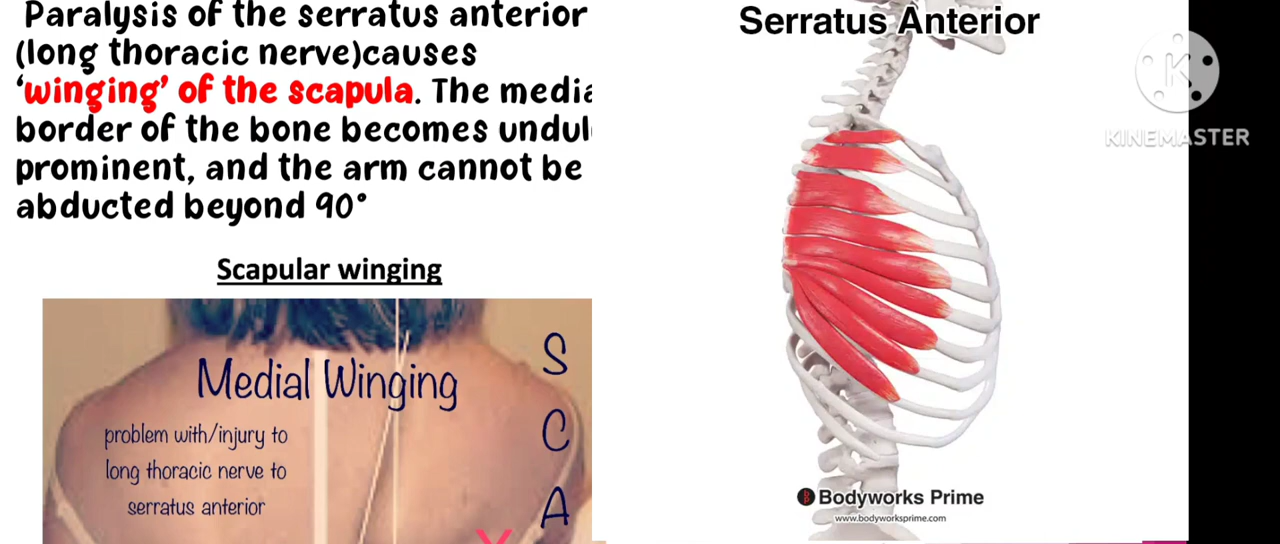 Paralysis of the serratus anterior
(long thoracic nerve)causes
‘winging’ of the scapula. The media
border of the bone becomes undul
prominent, and the arm cannot be
abducted beyond 90°
Scapular winging
Medial Winging
problem with/injury to
long thoracic nerve to
serratus anterior
S
C
A
Serratus Anterior
K
KINEMASTER
Bodyworks Prime
www.bodyworksprime.com